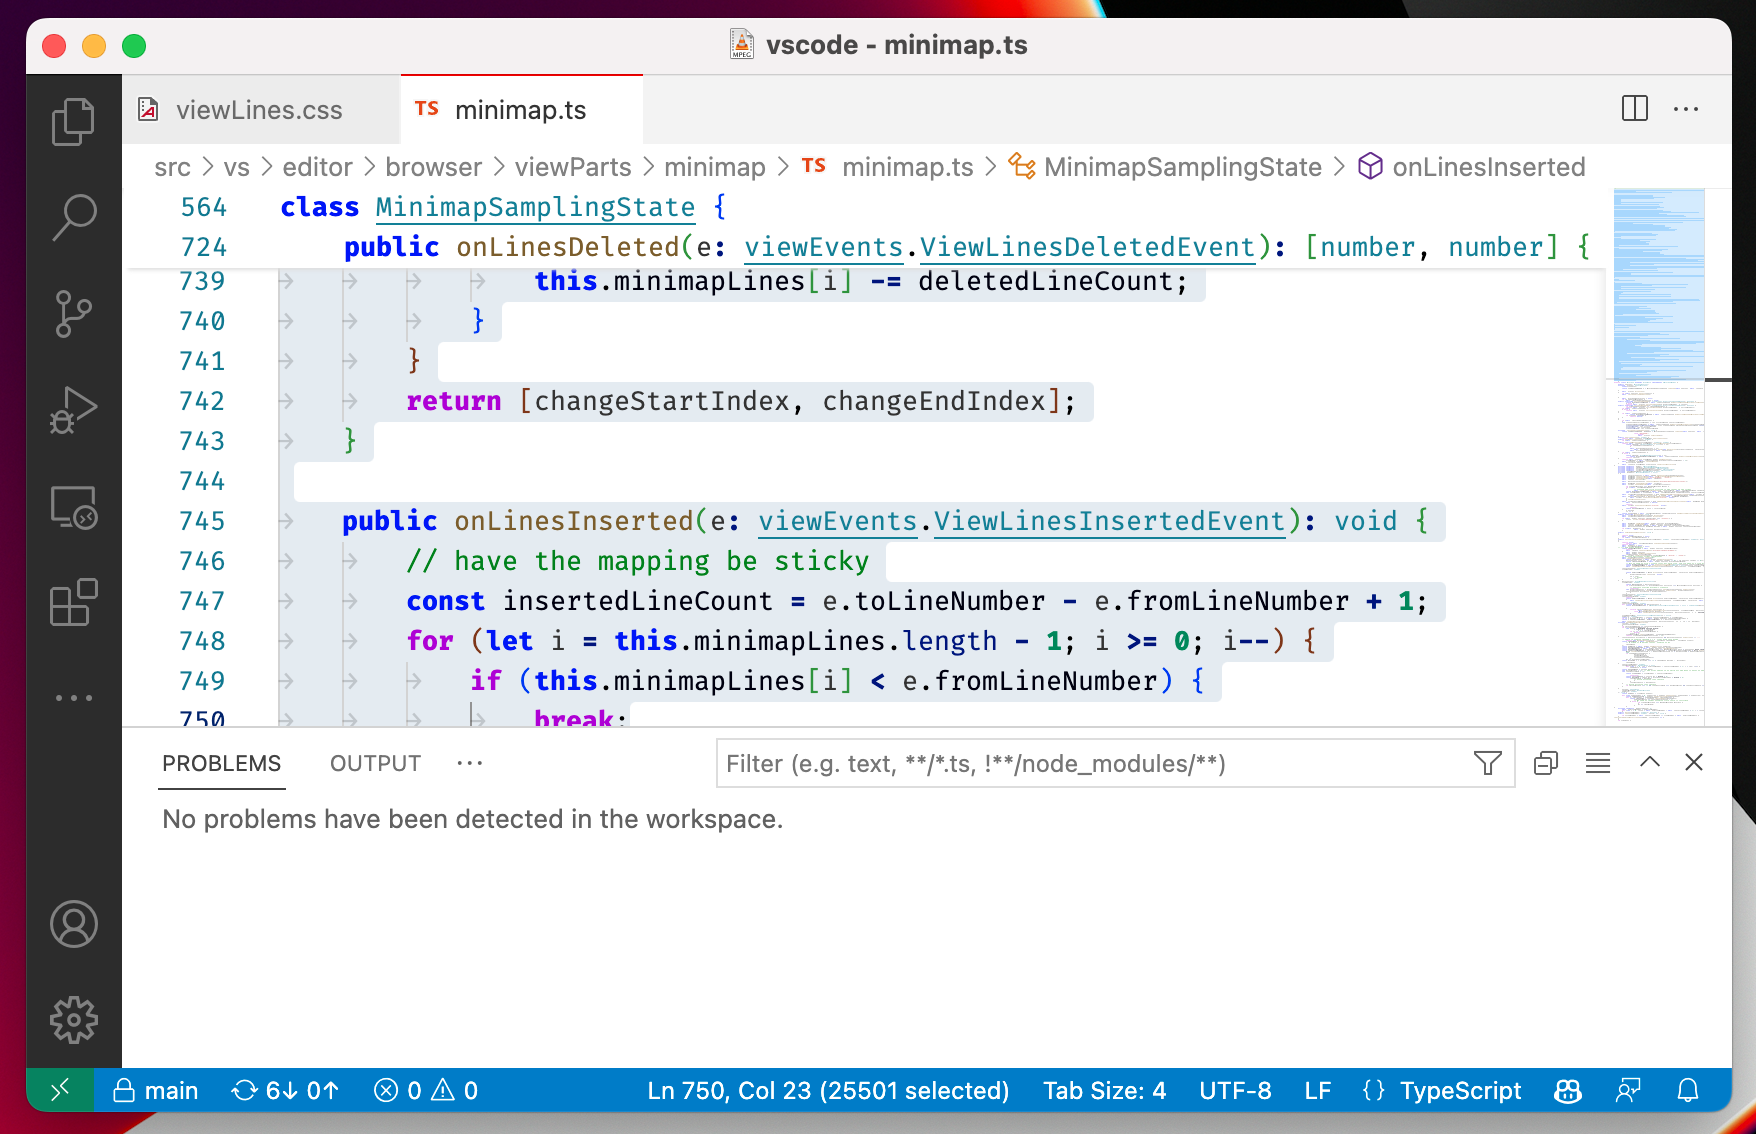 vscode - minimap.ts
viewLines.css
TS minimap.ts
src > vs > editor > browser > viewParts > minimap > TS minimap.ts > MinimapSamplingState > onLinesInserted
564 class MinimapSamplingState {
724 public onLinesDeleted(e: viewEvents.ViewLinesDeletedEvent): [number, number] {
739 this.minimapLines[i] -= deletedLineCount;
740 }
741 }
742 return [changeStartIndex, changeEndIndex];
743 }
744
745 public onLinesInserted(e: viewEvents.ViewLinesInsertedEvent): void {
746 // have the mapping be sticky
747 const insertedLineCount = e.toLineNumber - e.fromLineNumber + 1;
748 for (let i = this.minimapLines.length - 1; i >= 0; i--) {
749 if (this.minimapLines[i] < e.fromLineNumber) {
750 break;
PROBLEMS OUTPUT ··· Filter (e.g. text, **/*.ts, !**/node_modules/**)
No problems have been detected in the workspace.
main 6↓ 0↑ 0 0 Ln 750, Col 23 (25501 selected) Tab Size: 4 UTF-8 LF {} TypeScript